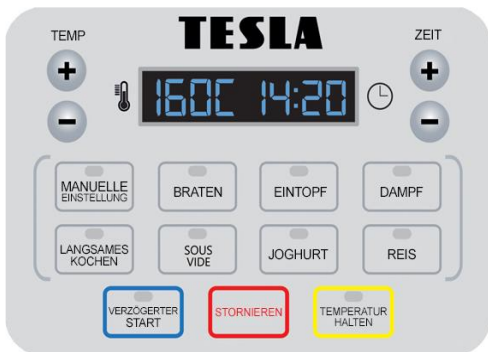 TEMP
TESLA
ZEIT
+
+
160C 14:20
-
-
MANUELLE
EINSTELLUNG
BRATEN
EINTOPF
DAMPF
LANGSAMES
KOCHEN
SOUS
VIDE
JOGHURT
REIS
VERZÖGERTER
START
STORNIEREN
TEMPERATUR
HALTEN